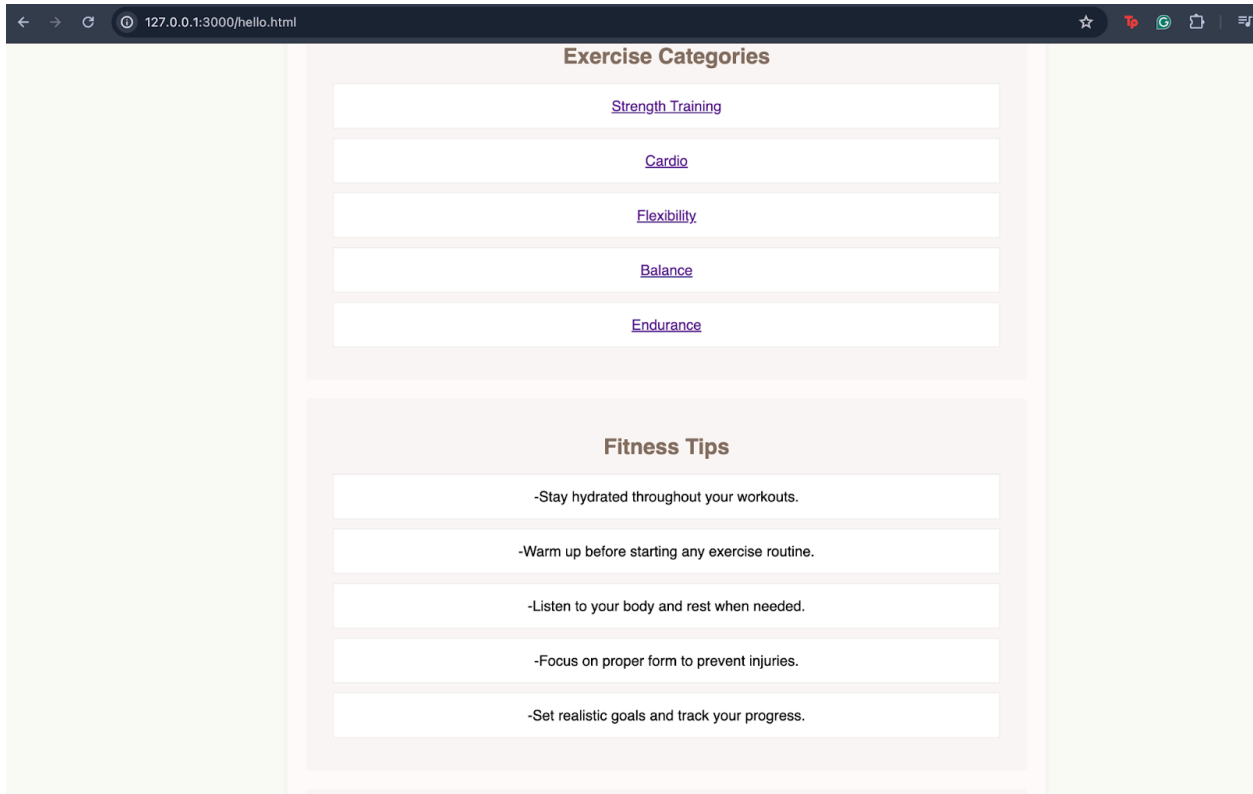 127.0.0.1:3000/hello.html
Exercise Categories
Strength Training
Cardio
Flexibility
Balance
Endurance
Fitness Tips
-Stay hydrated throughout your workouts.
-Warm up before starting any exercise routine.
-Listen to your body and rest when needed.
-Focus on proper form to prevent injuries.
-Set realistic goals and track your progress.